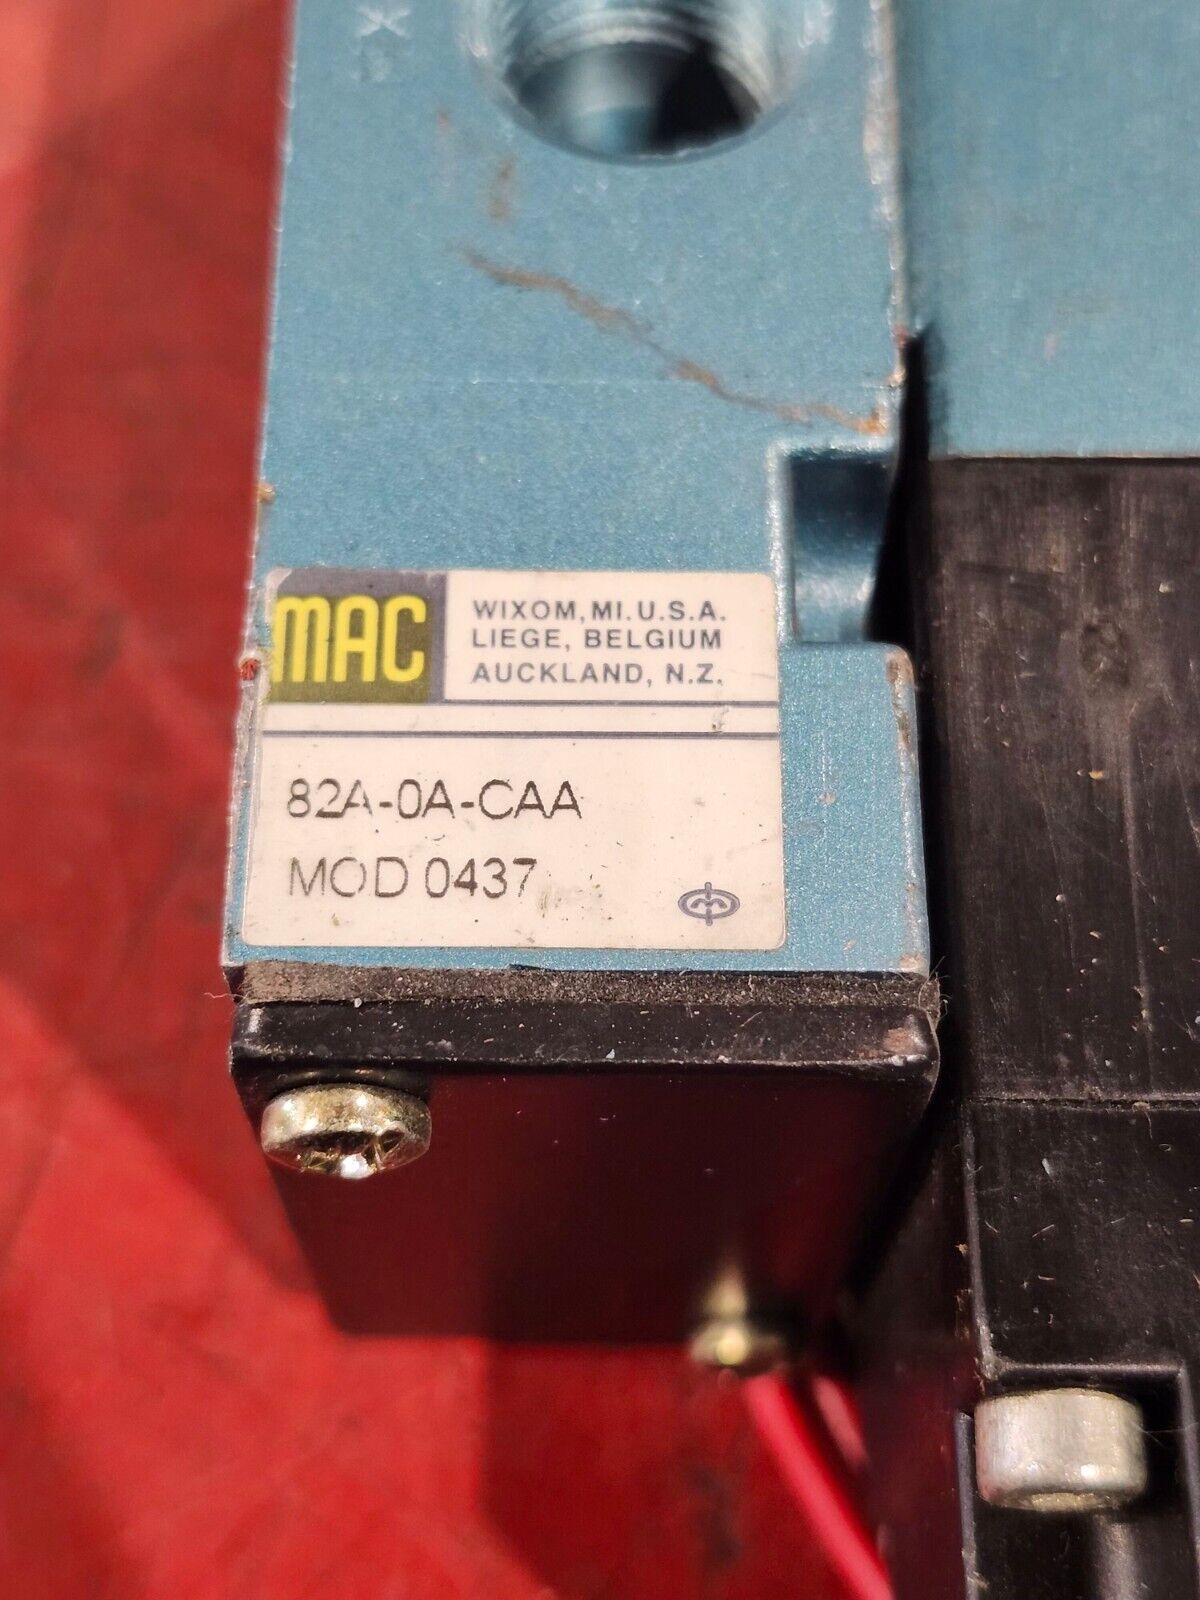 MAC
WIXOM, MI. U.S.A.
LIEGE, BELGIUM
AUCKLAND, N.Z.
82A-0A-CAA
MOD 0437